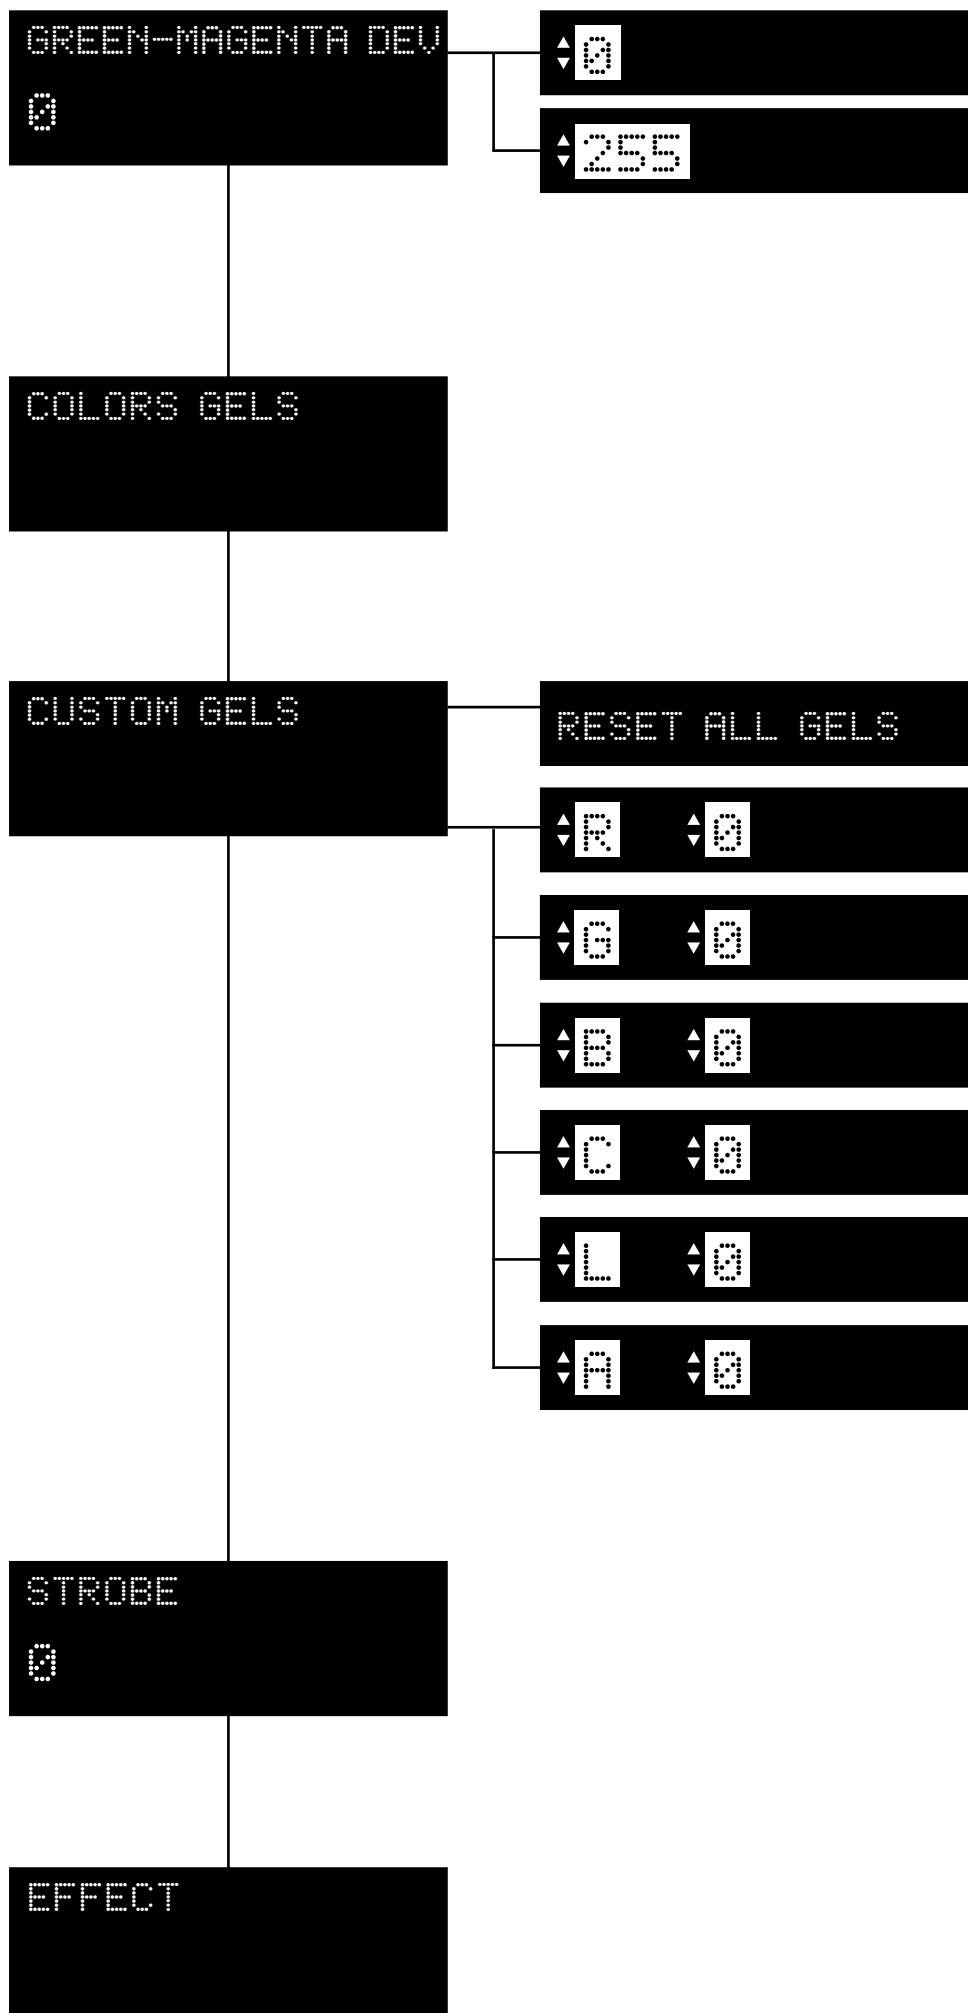 GREEN-MAGENTA DEV
0
0
255
COLORS GELS
CUSTOM GELS
RESET ALL GELS
R 0
G 0
B 0
C 0
L 0
A 0
STROBE
0
EFFECT